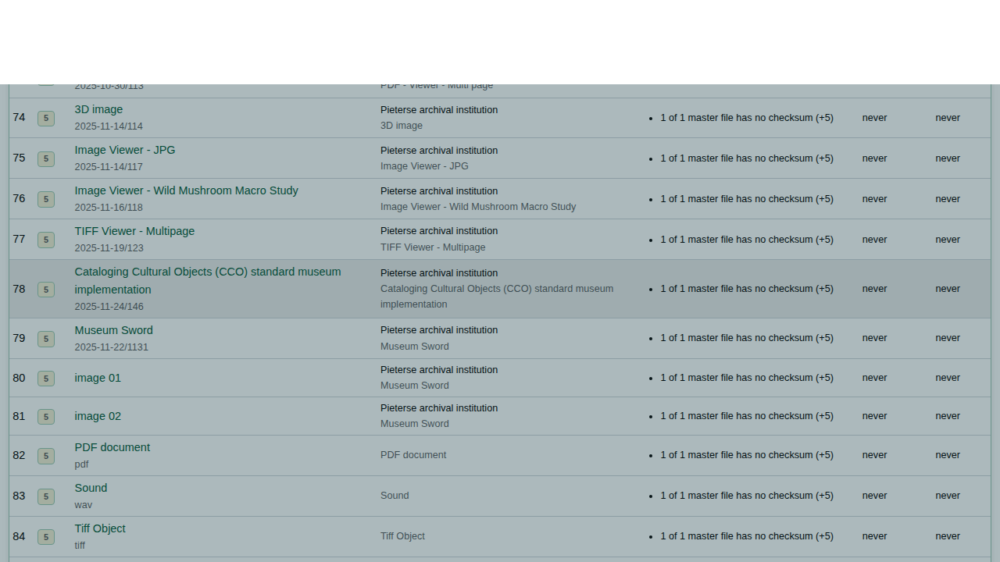 2025-10-30/113
PDF - Viewer - Multi page
74 5 3D image Pieterse archival institution 1 of 1 master file has no checksum (+5) never never
2025-11-14/114 3D image
75 5 Image Viewer - JPG Pieterse archival institution 1 of 1 master file has no checksum (+5) never never
2025-11-14/117 Image Viewer - JPG
76 5 Image Viewer - Wild Mushroom Macro Study Pieterse archival institution 1 of 1 master file has no checksum (+5) never never
2025-11-16/118 Image Viewer - Wild Mushroom Macro Study
77 5 TIFF Viewer - Multipage Pieterse archival institution 1 of 1 master file has no checksum (+5) never never
2025-11-19/123 TIFF Viewer - Multipage
Cataloging Cultural Objects (CCO) standard museum Pieterse archival institution
78 5 implementation Cataloging Cultural Objects (CCO) standard museum 1 of 1 master file has no checksum (+5) never never
2025-11-24/146 implementation
79 5 Museum Sword Pieterse archival institution 1 of 1 master file has no checksum (+5) never never
2025-11-22/1131 Museum Sword
80 5 image 01 Pieterse archival institution 1 of 1 master file has no checksum (+5) never never
Museum Sword
81 5 image 02 Pieterse archival institution 1 of 1 master file has no checksum (+5) never never
Museum Sword
82 5 PDF document PDF document 1 of 1 master file has no checksum (+5) never never
pdf
83 5 Sound Sound 1 of 1 master file has no checksum (+5) never never
wav
84 5 Tiff Object Tiff Object 1 of 1 master file has no checksum (+5) never never
tiff